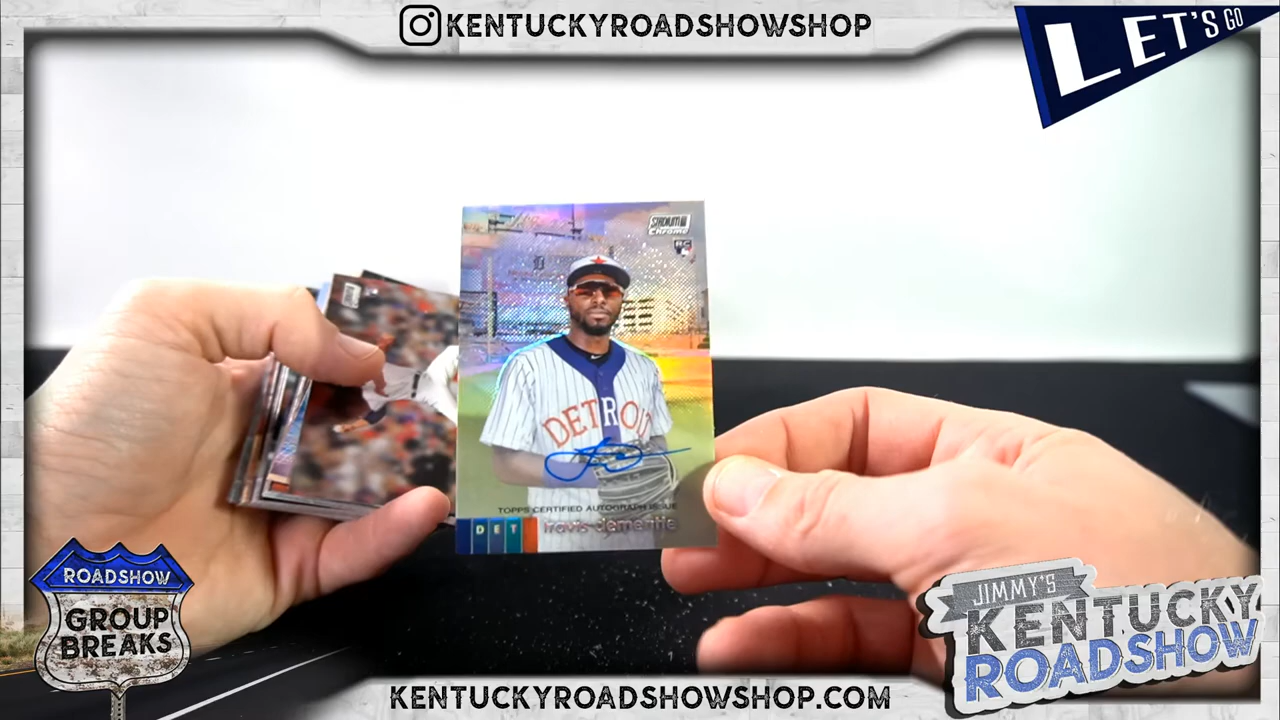 KENTUCKYROADSHOWSHOP
LET'S GO
STADIUM
CHROME
RC
D
DETROIT
TOPPS CERTIFIED AUTOGRAPH ISSUE
DET
travis demeritte
ROADSHOW
GROUP
BREAKS
JIMMY'S
KENTUCKY
ROADSHOW
KENTUCKYROADSHOWSHOP.COM